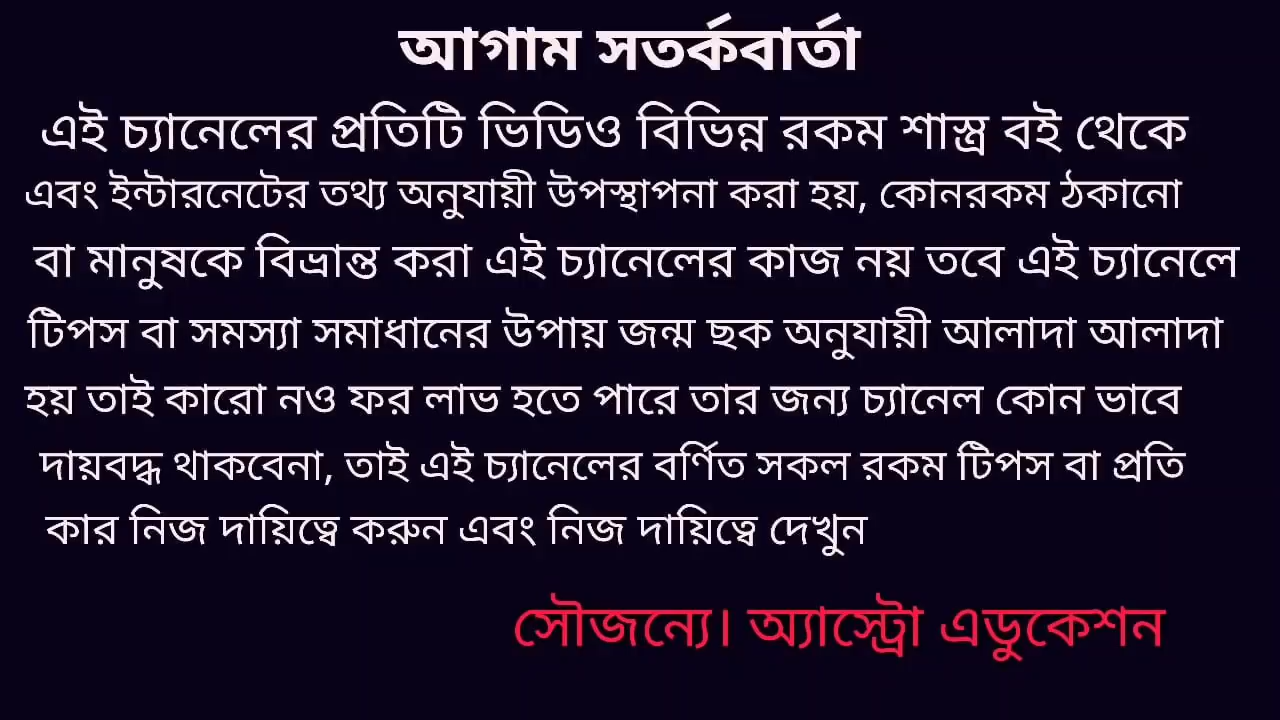 আগাম সতর্কবার্তা
এই চ্যানেলের প্রতিটি ভিডিও বিভিন্ন রকম শাস্ত্র বই থেকে
এবং ইন্টারনেটের তথ্য অনুযায়ী উপস্থাপনা করা হয়, কোনরকম ঠকানো
বা মানুষকে বিভ্রান্ত করা এই চ্যানেলের কাজ নয় তবে এই চ্যানেলে
টিপস বা সমস্যা সমাধানের উপায় জন্ম ছক অনুযায়ী আলাদা আলাদা
হয় তাই কারো নও ফর লাভ হতে পারে তার জন্য চ্যানেল কোন ভাবে
দায়বদ্ধ থাকবেনা, তাই এই চ্যানেলের বর্ণিত সকল রকম টিপস বা প্রতি
কার নিজ দায়িত্বে করুন এবং নিজ দায়িত্বে দেখুন
সৌজন্যে। অ্যাস্ট্রো এডুকেশন